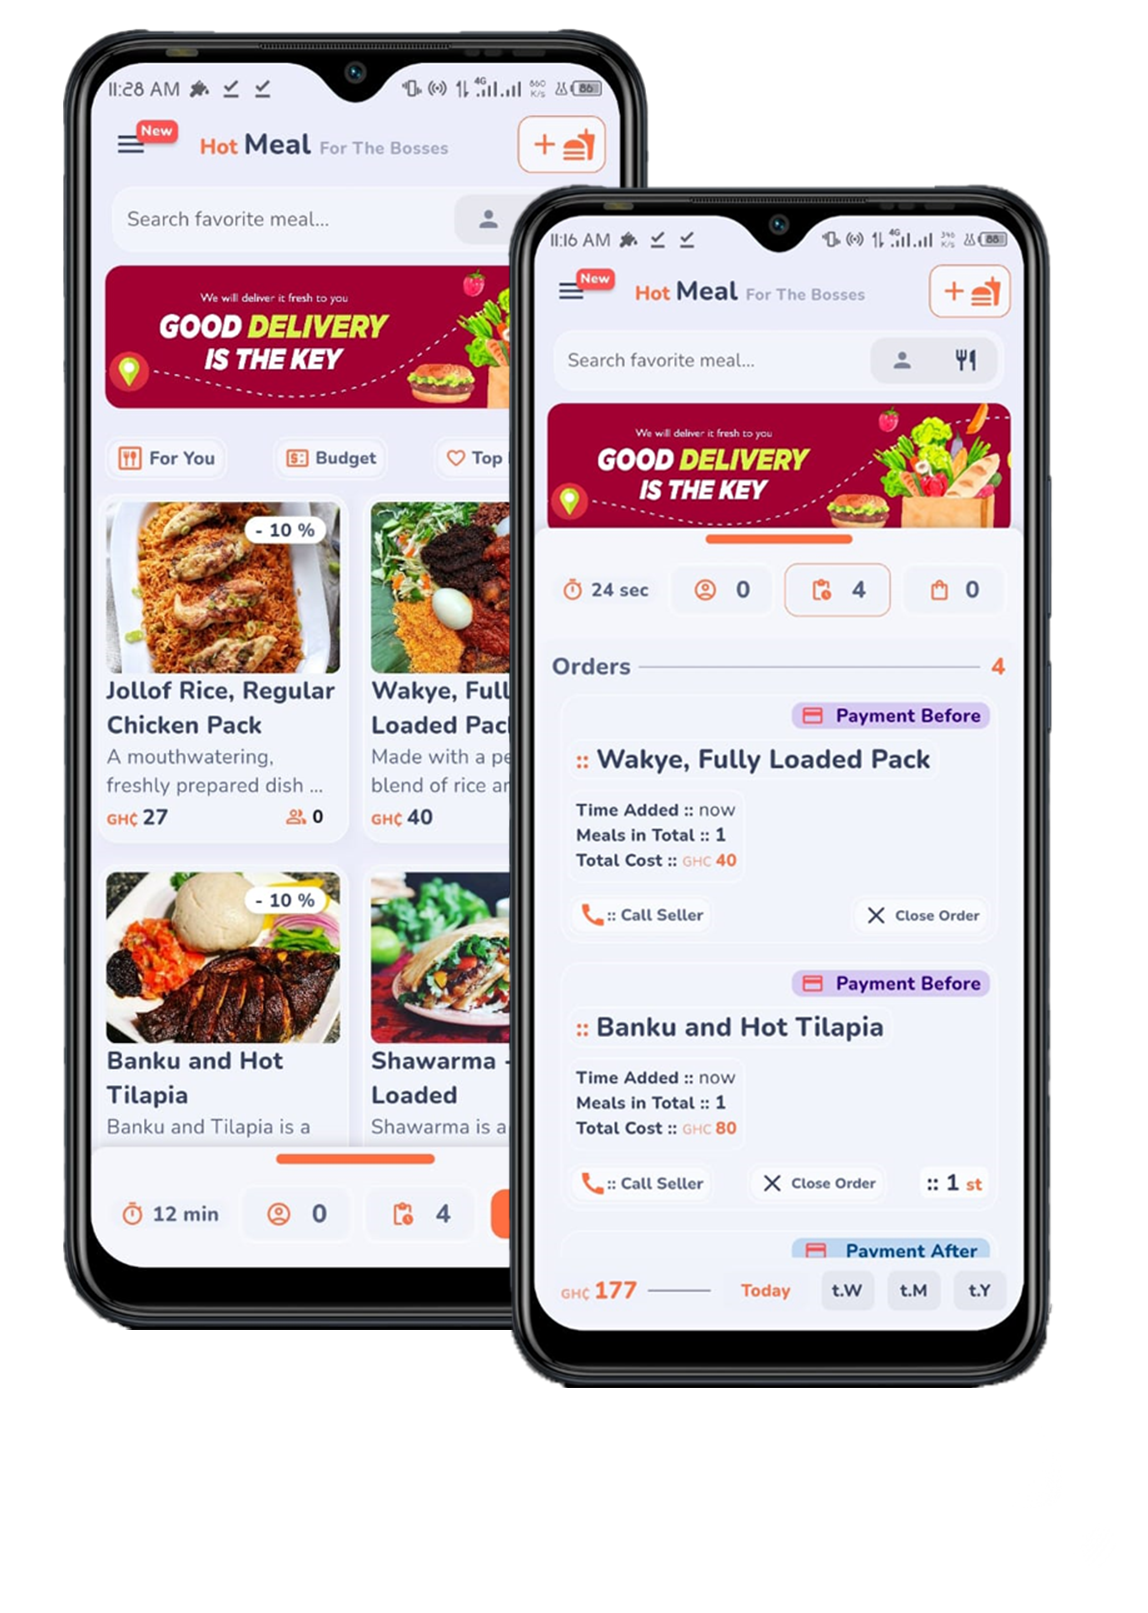 11:28 AM
4G
660
K/s
86
New
Hot Meal For The Bosses
Search favorite meal...
We will deliver it fresh to you
GOOD DELIVERY
IS THE KEY
For You
Budget
Top
- 10 %
Jollof Rice, Regular
Chicken Pack
A mouthwatering,
freshly prepared dish ...
GH₵ 27
0
Wakye, Full
Loaded Pack
Made with a pe
blend of rice ar
GH₵ 40
- 10 %
Banku and Hot
Tilapia
Banku and Tilapia is a
Shawarma -
Loaded
Shawarma is a
12 min
0
4
11:16 AM
4G
346
K/s
88
New
Hot Meal For The Bosses
Search favorite meal...
We will deliver it fresh to you
GOOD DELIVERY
IS THE KEY
24 sec
0
4
0
Orders
4
Payment Before
:: Wakye, Fully Loaded Pack
Time Added :: now
Meals in Total :: 1
Total Cost :: GHC 40
:: Call Seller
Close Order
Payment Before
:: Banku and Hot Tilapia
Time Added :: now
Meals in Total :: 1
Total Cost :: GHC 80
:: Call Seller
Close Order
:: 1 st
Payment After
GH₵ 177
Today
t.W
t.M
t.Y